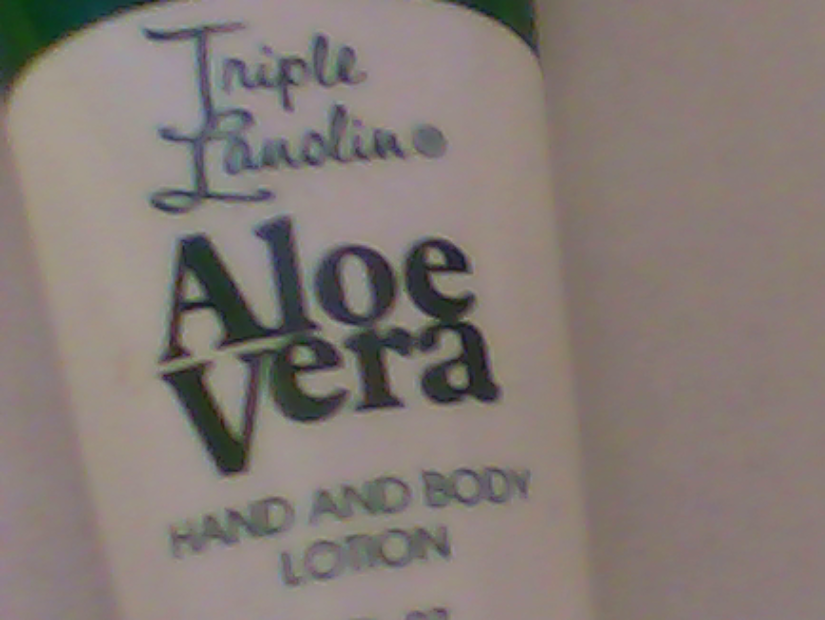 Triple
Lanolin®
Aloe
Vera
HAND AND BODY
LOTION